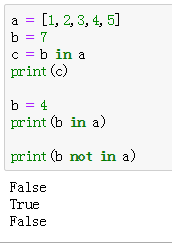 a = [1,2,3,4,5]
b = 7
c = b in a
print(c)
b = 4
print(b in a)
print(b not in a)
False
True
False